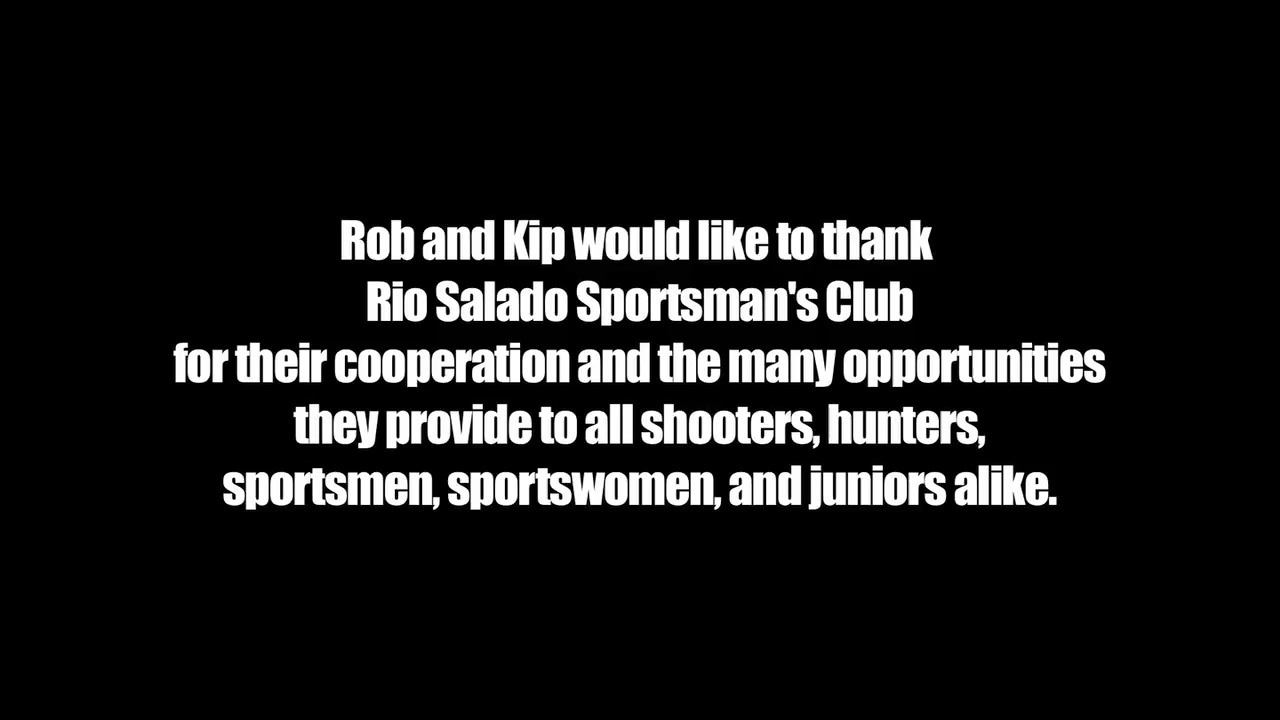 Rob and Kip would like to thank
Rio Salado Sportsman's Club
for their cooperation and the many opportunities
they provide to all shooters, hunters,
sportsmen, sportswomen, and juniors alike.